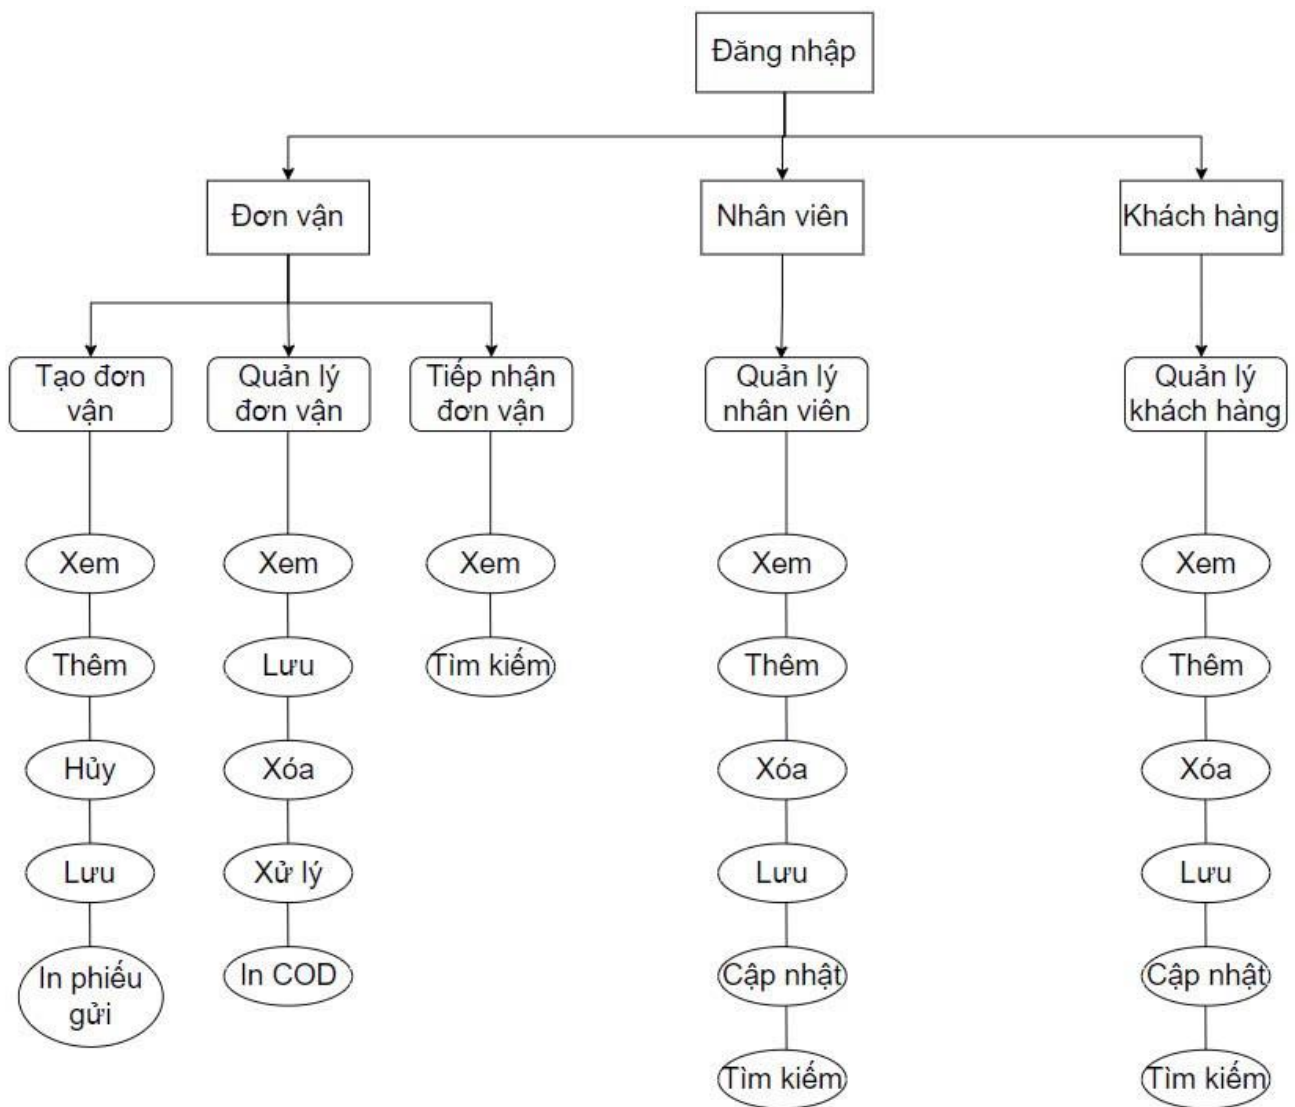 Đăng nhập
Đơn vận
Nhân viên
Khách hàng
Tạo đơn
vận
Quản lý
đơn vận
Tiếp nhận
đơn vận
Quản lý
nhân viên
Quản lý
khách hàng
Xem
Xem
Xem
Xem
Xem
Thêm
Lưu
Tìm kiếm
Thêm
Thêm
Hủy
Xóa
Xóa
Xóa
Lưu
Xử lý
Lưu
Lưu
In phiếu
gửi
In COD
Cập nhật
Cập nhật
Tìm kiếm
Tìm kiếm